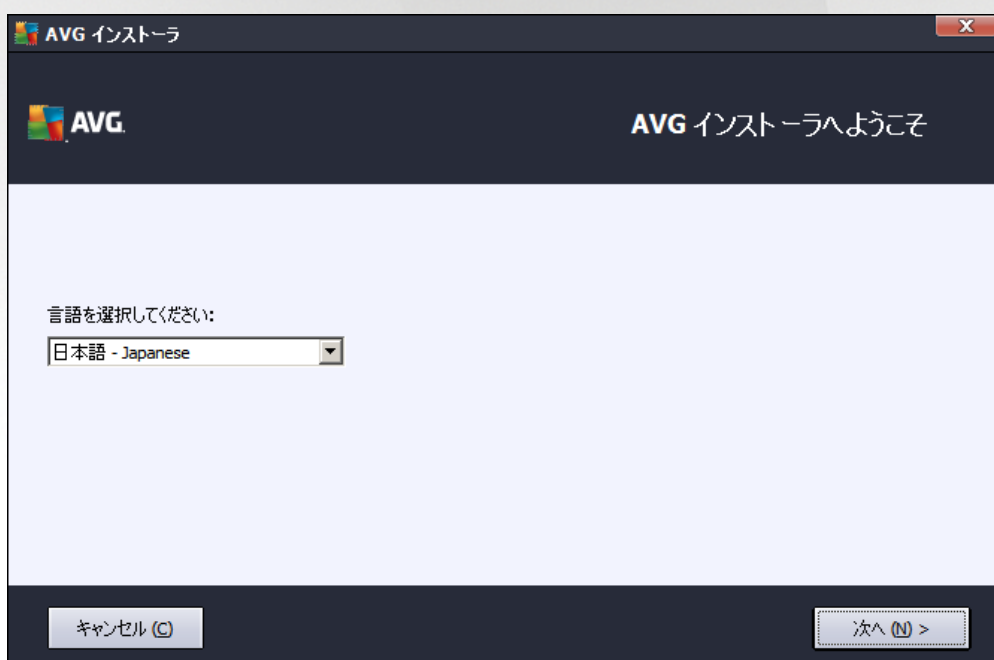 AVG インストーラ
AVG.
AVG インストーラへようこそ
言語を選択してください:
日本語 - Japanese
キャンセル (C)
次へ (N) >